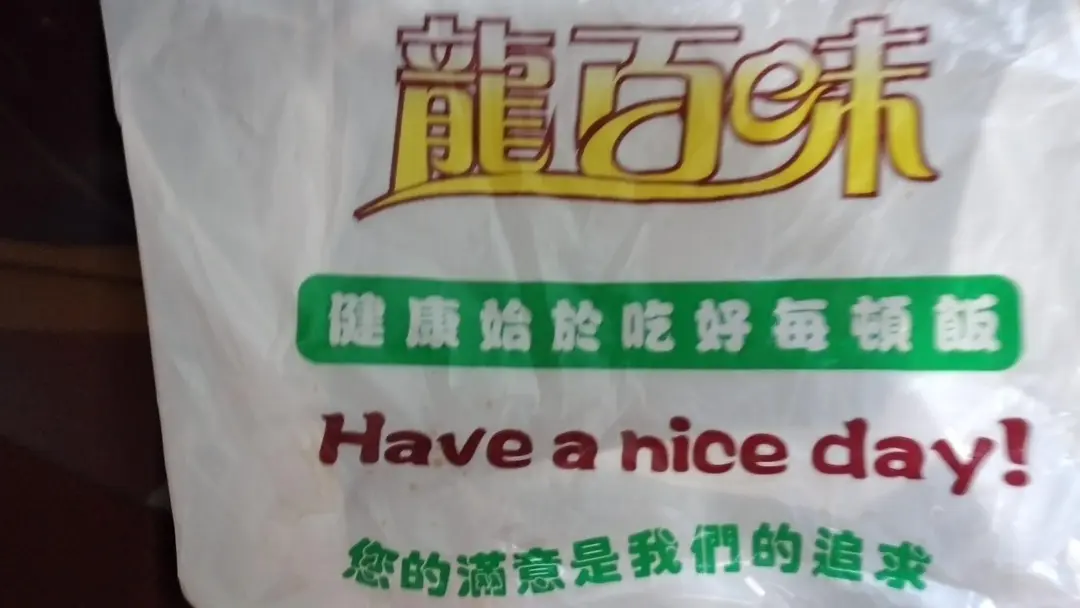 龍百味
健康始於吃好每頓飯
Have a nice day!
您的滿意是我們的追求